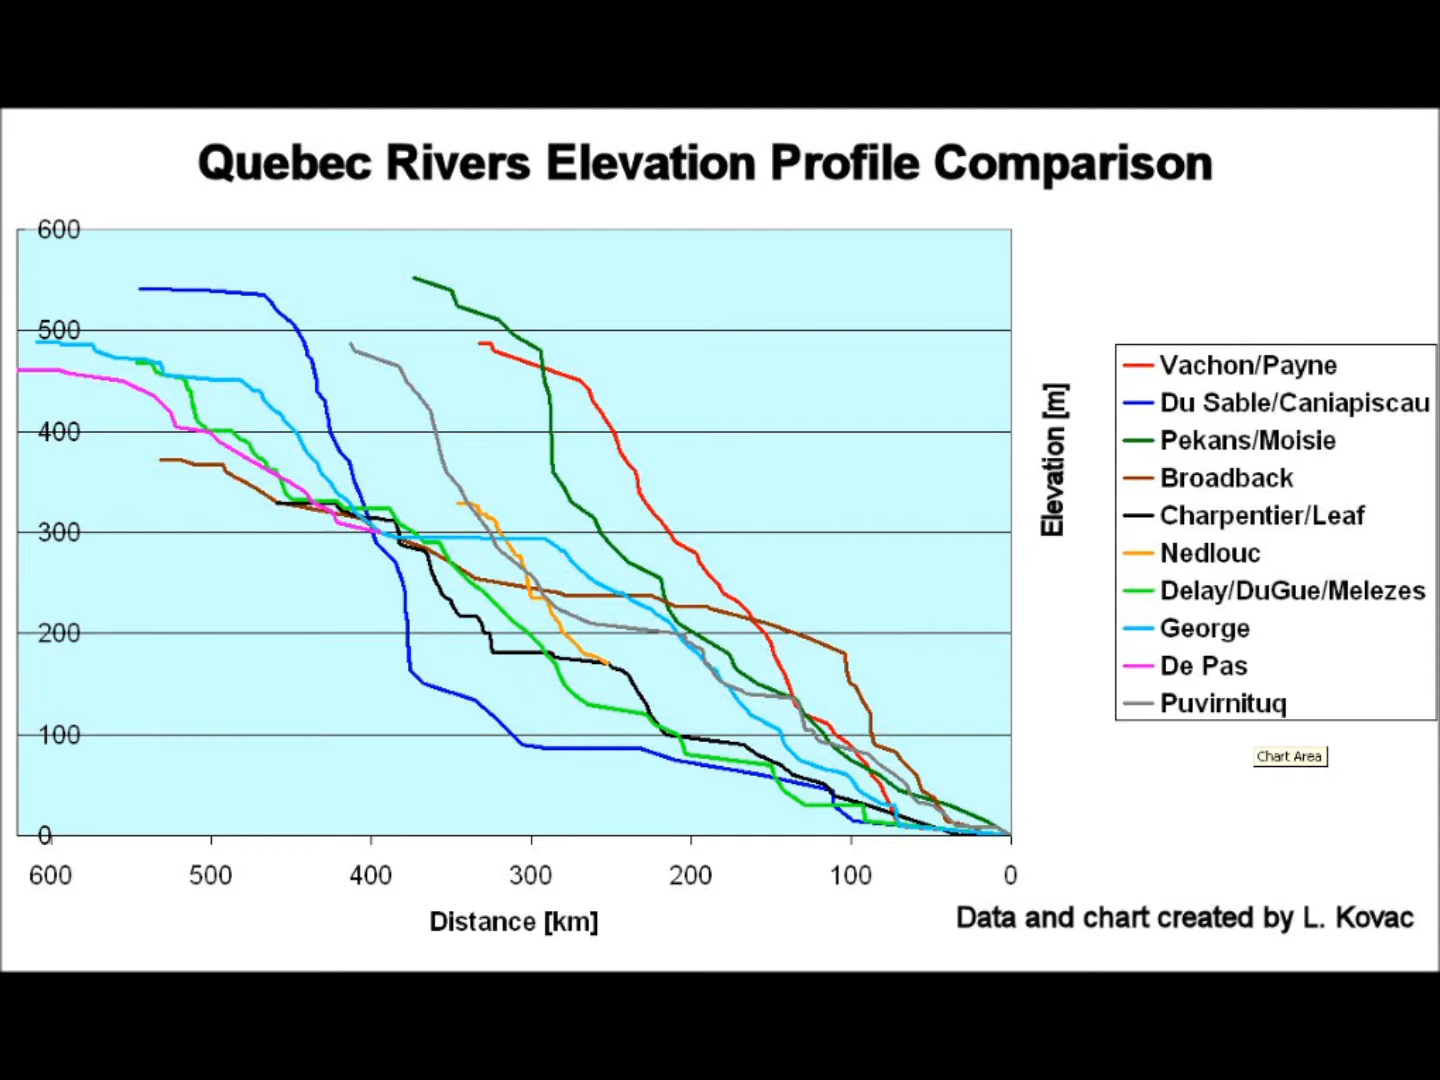 Quebec Rivers Elevation Profile Comparison
600
500
400
300
200
100
0
600 500 400 300 200 100 0
Distance [km]
Elevation [m]
Vachon/Payne
Du Sable/Caniapiscau
Pekans/Moisie
Broadback
Charpentier/Leaf
Nedlouc
Delay/DuGue/Melezes
George
De Pas
Puvirnituq
Chart Area
Data and chart created by L. Kovac